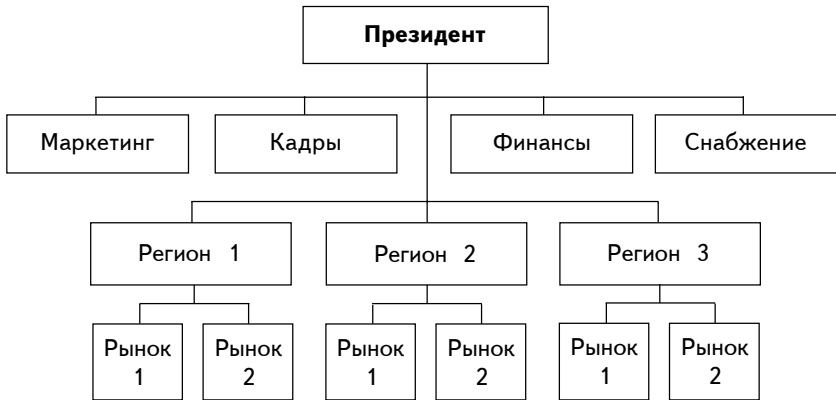 Президент
Маркетинг
Кадры
Финансы
Снабжение
Регион 1
Регион 2
Регион 3
Рынок
1
Рынок
2
Рынок
1
Рынок
2
Рынок
1
Рынок
2